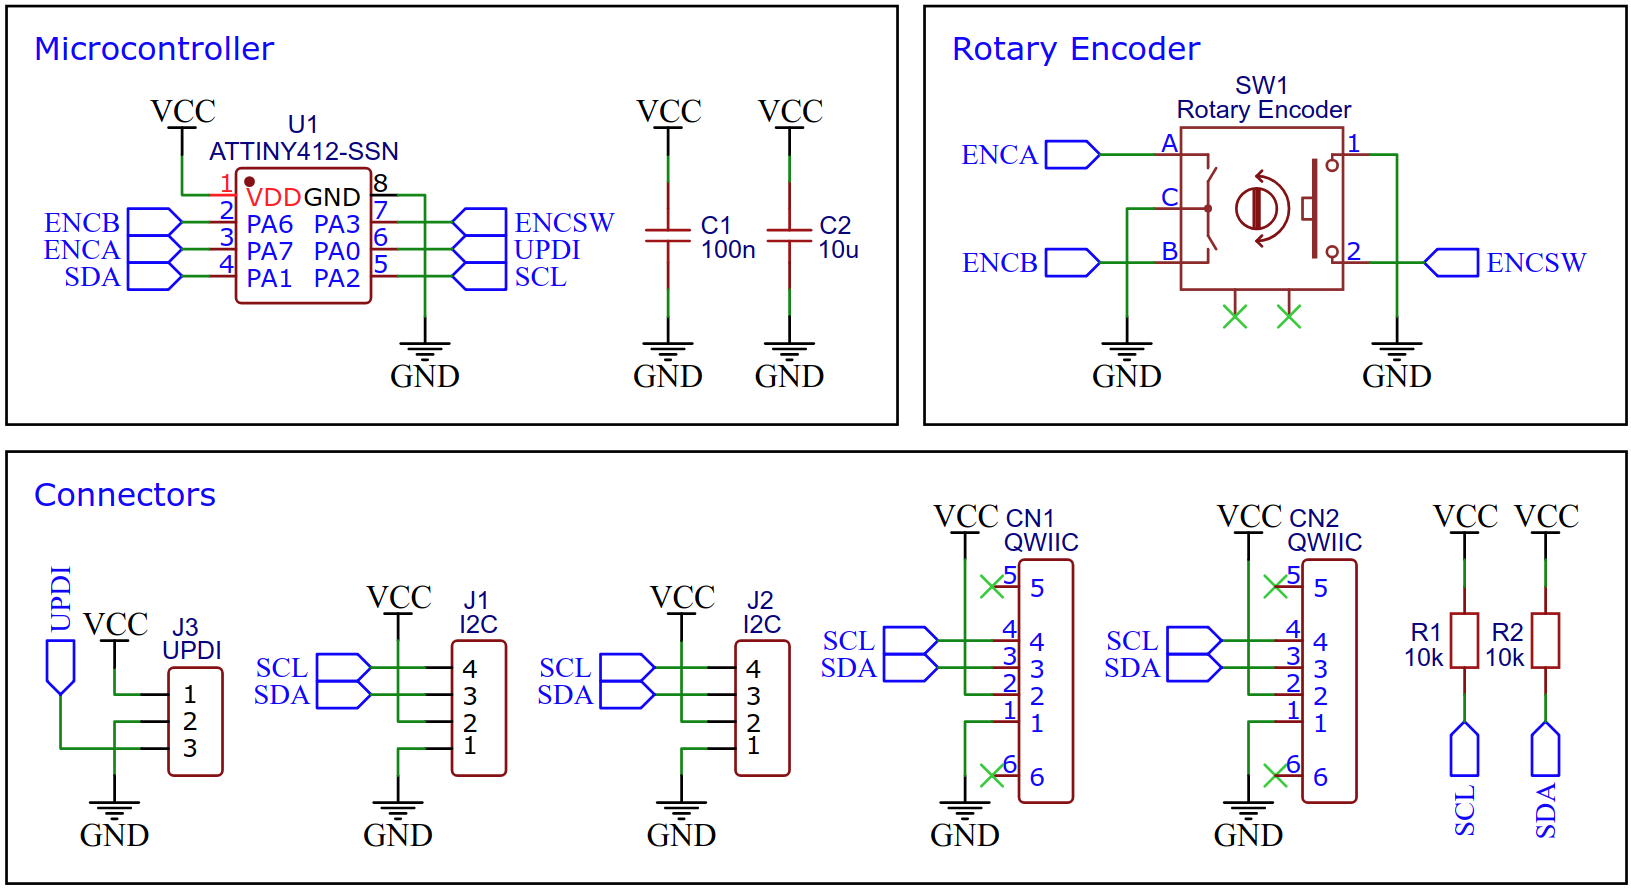 Microcontroller
VCC
U1
ATTINY412-SSN
1 VDD GND 8
ENCB 2 PA6 PA3 7 ENCSW
ENCA 3 PA7 PA0 6 UPDI
SDA 4 PA1 PA2 5 SCL
GND
VCC
C1
100n
GND
VCC
C2
10u
GND
Rotary Encoder
SW1
Rotary Encoder
ENCA A 1
C
ENCB B 2 ENCSW
GND
GND
Connectors
UPDI
VCC
J3
UPDI
1
2
3
GND
VCC
J1
I2C
SCL 4
SDA 3
2
1
GND
VCC
J2
I2C
SCL 4
SDA 3
2
1
GND
VCC CN1
QWIIC
5 5
SCL 4 4
SDA 3 3
2 2
1 1
6 6
GND
VCC CN2
QWIIC
5 5
SCL 4 4
SDA 3 3
2 2
1 1
6 6
GND
VCC
R1
10k
SCL
VCC
R2
10k
SDA